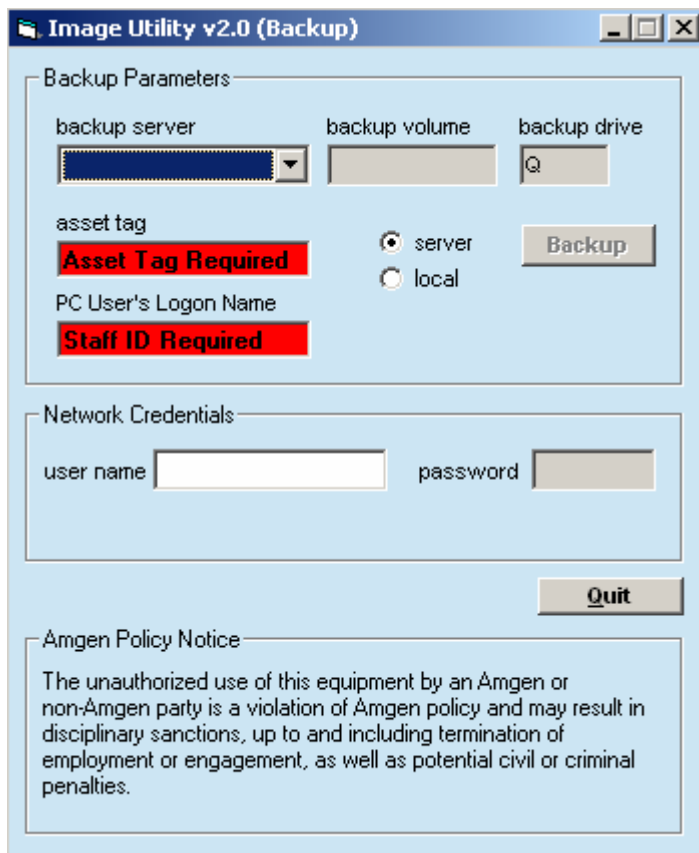 Image Utility v2.0 (Backup)
Backup Parameters
backup server backup volume backup drive
Q
asset tag
Asset Tag Required
server
local
Backup
PC User's Logon Name
Staff ID Required
Network Credentials
user name password
Quit
Amgen Policy Notice
The unauthorized use of this equipment by an Amgen or
non-Amgen party is a violation of Amgen policy and may result in
disciplinary sanctions, up to and including termination of
employment or engagement, as well as potential civil or criminal
penalties.